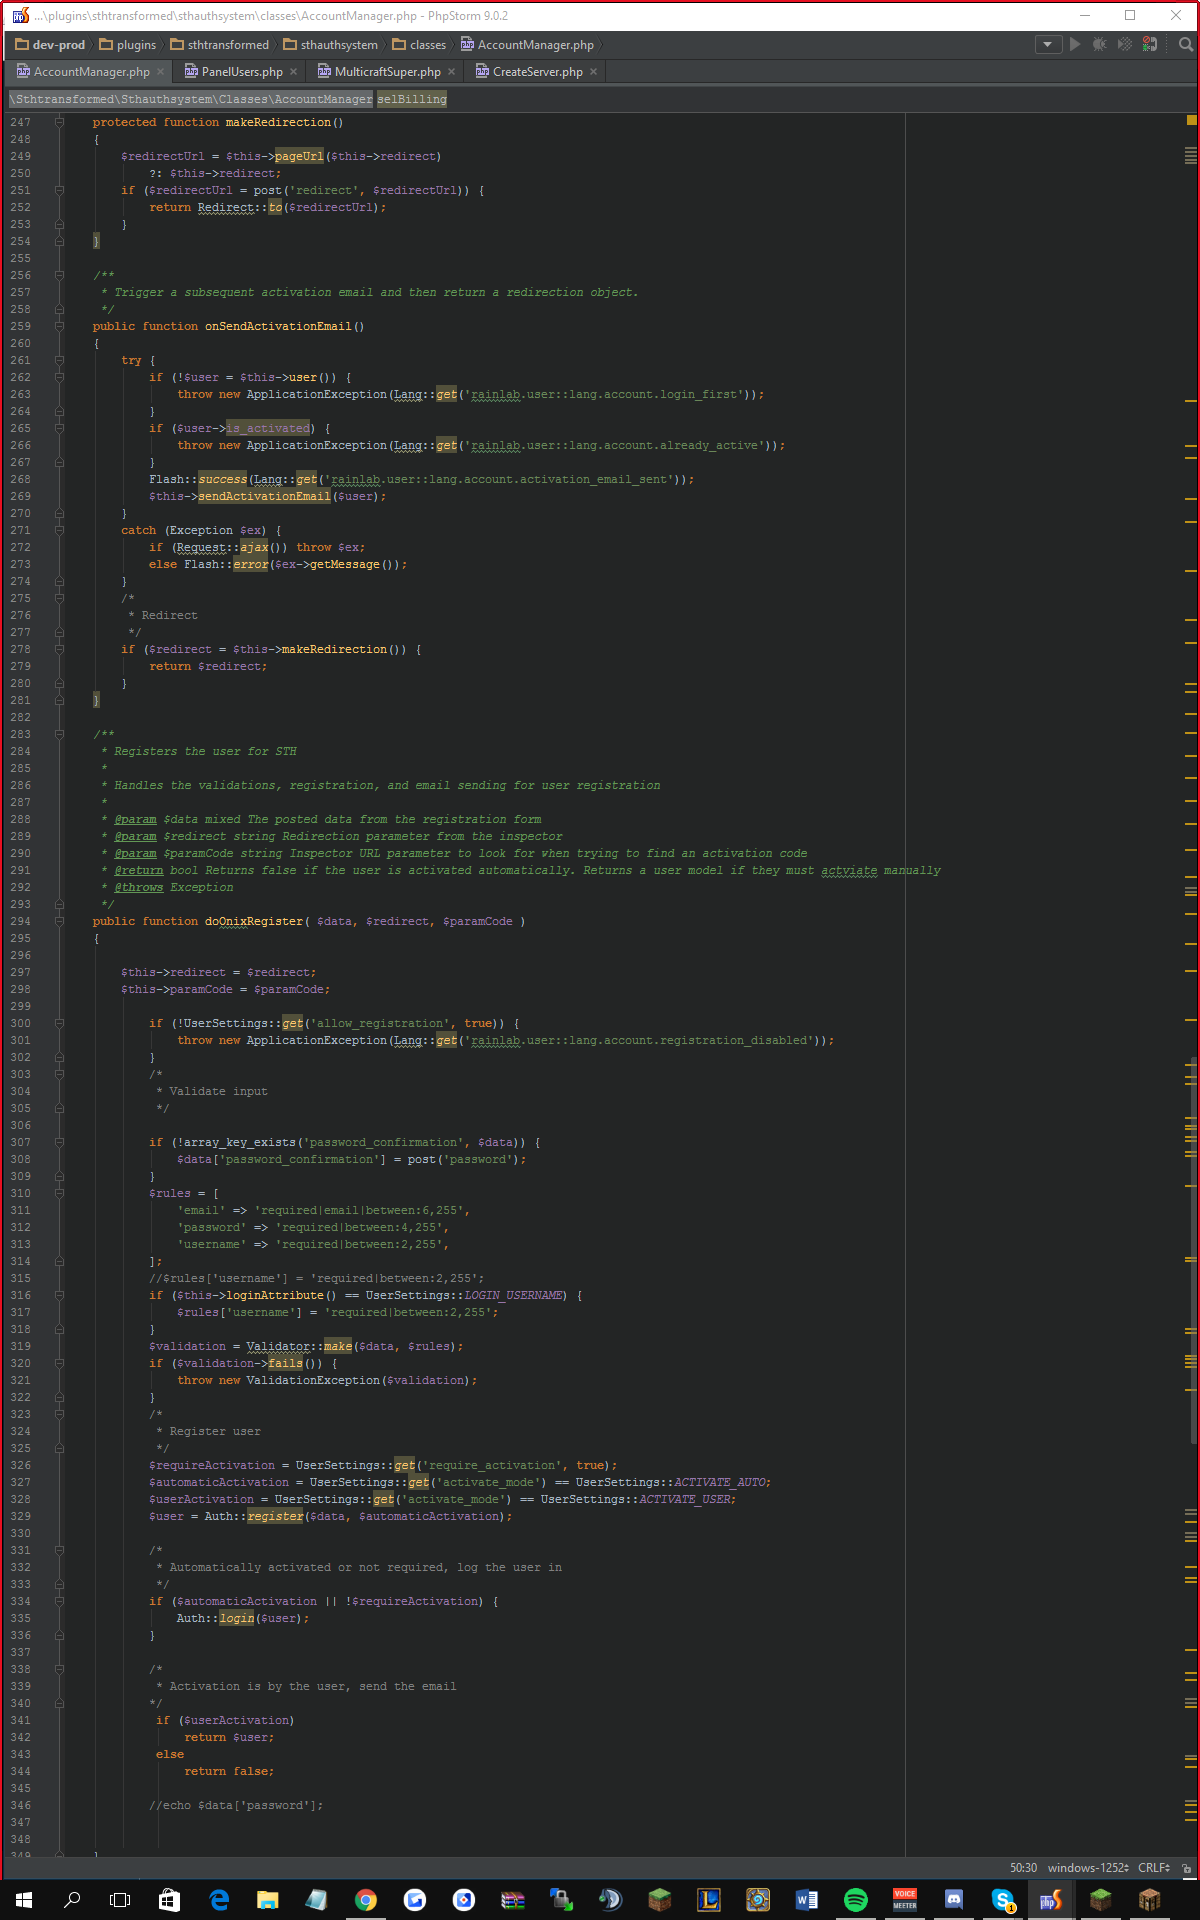 ...\plugins\sthtransformed\sthauthsystem\classes\AccountManager.php - PhpStorm 9.0.2
dev-prod plugins sthtransformed sthauthsystem classes AccountManager.php
AccountManager.php PanelUsers.php MulticraftSuper.php CreateServer.php
\Sthtransformed\Sthauthsystem\Classes\AccountManager selBilling
247 protected function makeRedirection()
248 {
249 $redirectUrl = $this->pageUrl($this->redirect)
250 ?: $this->redirect;
251 if ($redirectUrl = post('redirect', $redirectUrl)) {
252 return Redirect::to($redirectUrl);
253 }
254 }
255
256 /**
257 * Trigger a subsequent activation email and then return a redirection object.
258 */
259 public function onSendActivationEmail()
260 {
261 try {
262 if (!$user = $this->user()) {
263 throw new ApplicationException(Lang::get('rainlab.user::lang.account.login_first'));
264 }
265 if ($user->is_activated) {
266 throw new ApplicationException(Lang::get('rainlab.user::lang.account.already_active'));
267 }
268 Flash::success(Lang::get('rainlab.user::lang.account.activation_email_sent'));
269 $this->sendActivationEmail($user);
270 }
271 catch (Exception $ex) {
272 if (Request::ajax()) throw $ex;
273 else Flash::error($ex->getMessage());
274 }
275 /*
276 * Redirect
277 */
278 if ($redirect = $this->makeRedirection()) {
279 return $redirect;
280 }
281 }
282
283 /**
284 * Registers the user for STH
285 *
286 * Handles the validations, registration, and email sending for user registration
287 *
288 * @param $data mixed The posted data from the registration form
289 * @param $redirect string Redirection parameter from the inspector
290 * @param $paramCode string Inspector URL parameter to look for when trying to find an activation code
291 * @return bool Returns false if the user is activated automatically. Returns a user model if they must actviate manually
292 * @throws Exception
293 */
294 public function doOnixRegister( $data, $redirect, $paramCode )
295 {
296
297 $this->redirect = $redirect;
298 $this->paramCode = $paramCode;
299
300 if (!UserSettings::get('allow_registration', true)) {
301 throw new ApplicationException(Lang::get('rainlab.user::lang.account.registration_disabled'));
302 }
303 /*
304 * Validate input
305 */
306
307 if (!array_key_exists('password_confirmation', $data)) {
308 $data['password_confirmation'] = post('password');
309 }
310 $rules = [
311 'email' => 'required|email|between:6,255',
312 'password' => 'required|between:4,255',
313 'username' => 'required|between:2,255',
314 ];
315 //$rules['username'] = 'required|between:2,255';
316 if ($this->loginAttribute() == UserSettings::LOGIN_USERNAME) {
317 $rules['username'] = 'required|between:2,255';
318 }
319 $validation = Validator::make($data, $rules);
320 if ($validation->fails()) {
321 throw new ValidationException($validation);
322 }
323 /*
324 * Register user
325 */
326 $requireActivation = UserSettings::get('require_activation', true);
327 $automaticActivation = UserSettings::get('activate_mode') == UserSettings::ACTIVATE_AUTO;
328 $userActivation = UserSettings::get('activate_mode') == UserSettings::ACTIVATE_USER;
329 $user = Auth::register($data, $automaticActivation);
330
331 /*
332 * Automatically activated or not required, log the user in
333 */
334 if ($automaticActivation || !$requireActivation) {
335 Auth::login($user);
336 }
337
338 /*
339 * Activation is by the user, send the email
340 */
341 if ($userActivation)
342 return $user;
343 else
344 return false;
345
346 //echo $data['password'];
347
348
349 }
50:30 windows-1252 CRLF
VOICE MEETER